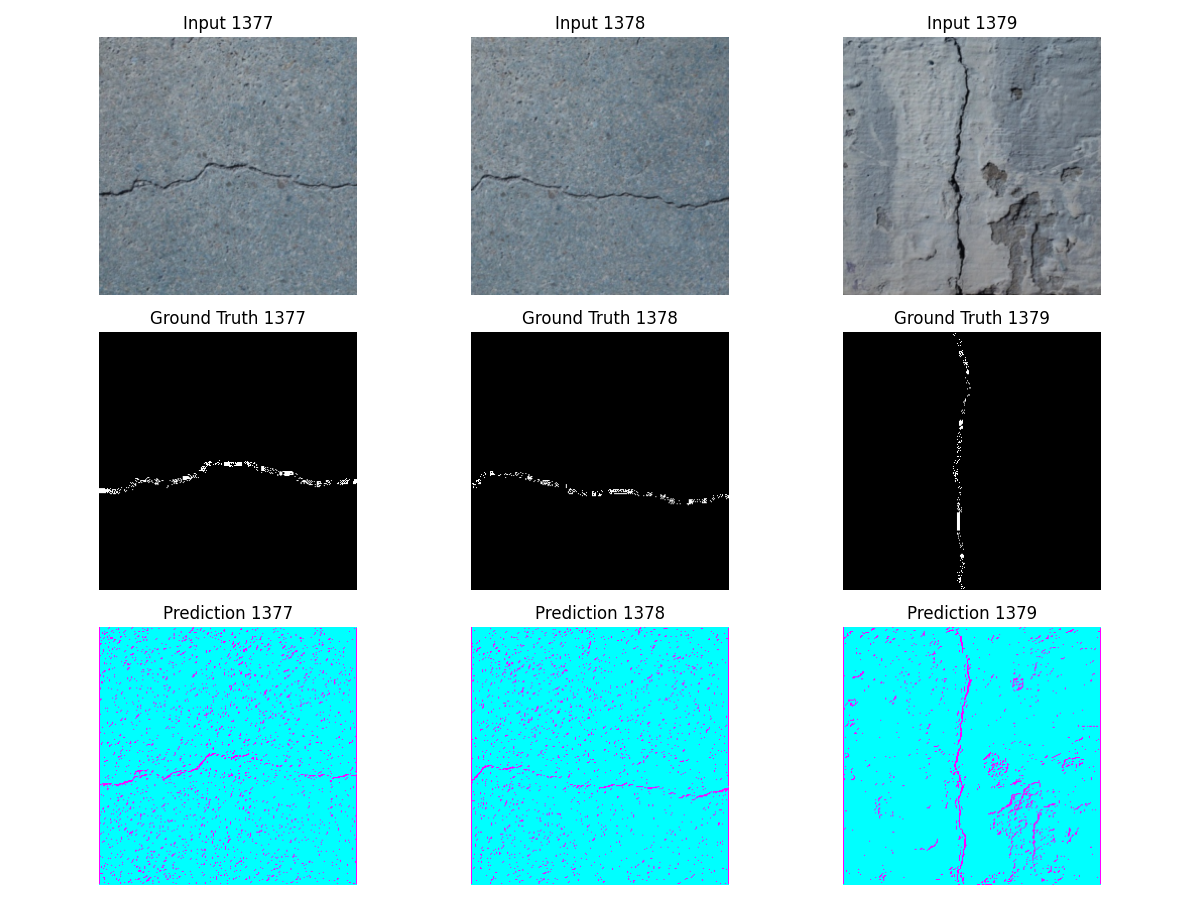 Input 1377
Input 1378
Input 1379
Ground Truth 1377
Ground Truth 1378
Ground Truth 1379
Prediction 1377
Prediction 1378
Prediction 1379